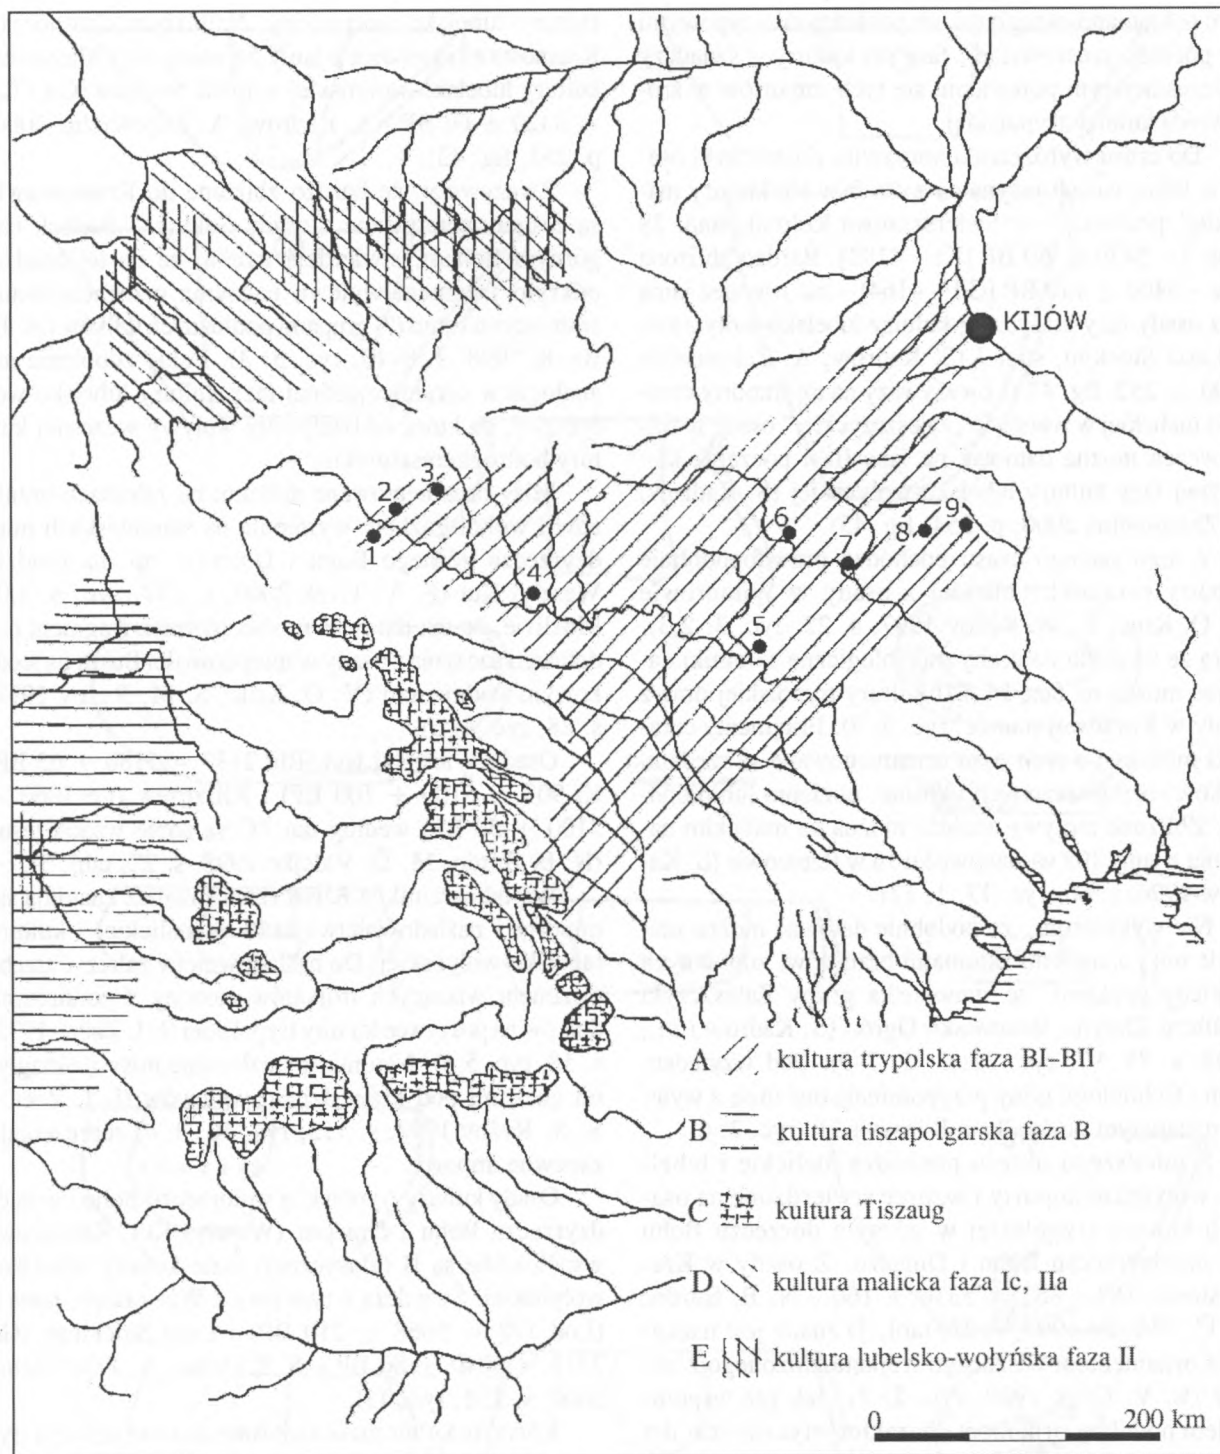 KIJÓW
3
2
1
4
6
7
8
9
5
A kultura trypolska faza BI–BIII
B kultura tiszapolgarska faza B
C kultura Tiszaug
D kultura malicka faza Ic, IIa
E kultura lubelsko-wołyńska faza II
0 200 km